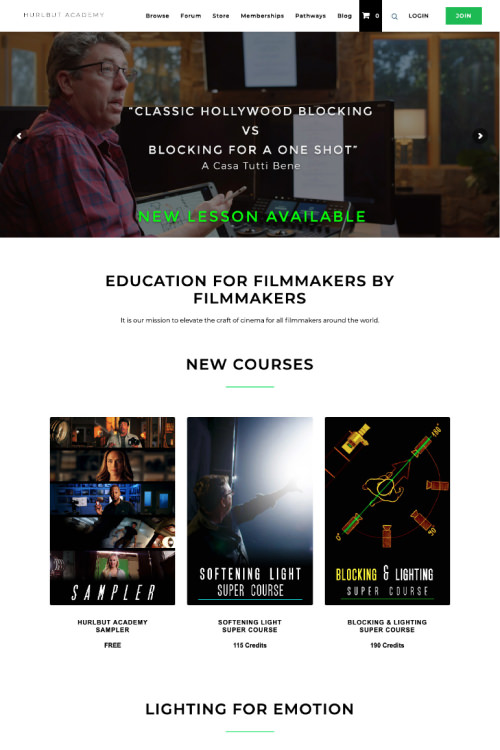 HURLBUT ACADEMY
Browse Forum Store Memberships Pathways Blog 0 LOGIN JOIN
"CLASSIC HOLLYWOOD BLOCKING
VS
BLOCKING FOR A ONE SHOT"
A Casa Tutti Bene
NEW LESSON AVAILABLE
EDUCATION FOR FILMMAKERS BY
FILMMAKERS
It is our mission to elevate the craft of cinema for all filmmakers around the world.
NEW COURSES
SAMPLER
SOFTENING LIGHT
SUPER COURSE
180°
0°
90°
BLOCKING & LIGHTING
SUPER COURSE
HURLBUT ACADEMY
SAMPLER
FREE
SOFTENING LIGHT
SUPER COURSE
115 Credits
BLOCKING & LIGHTING
SUPER COURSE
190 Credits
LIGHTING FOR EMOTION